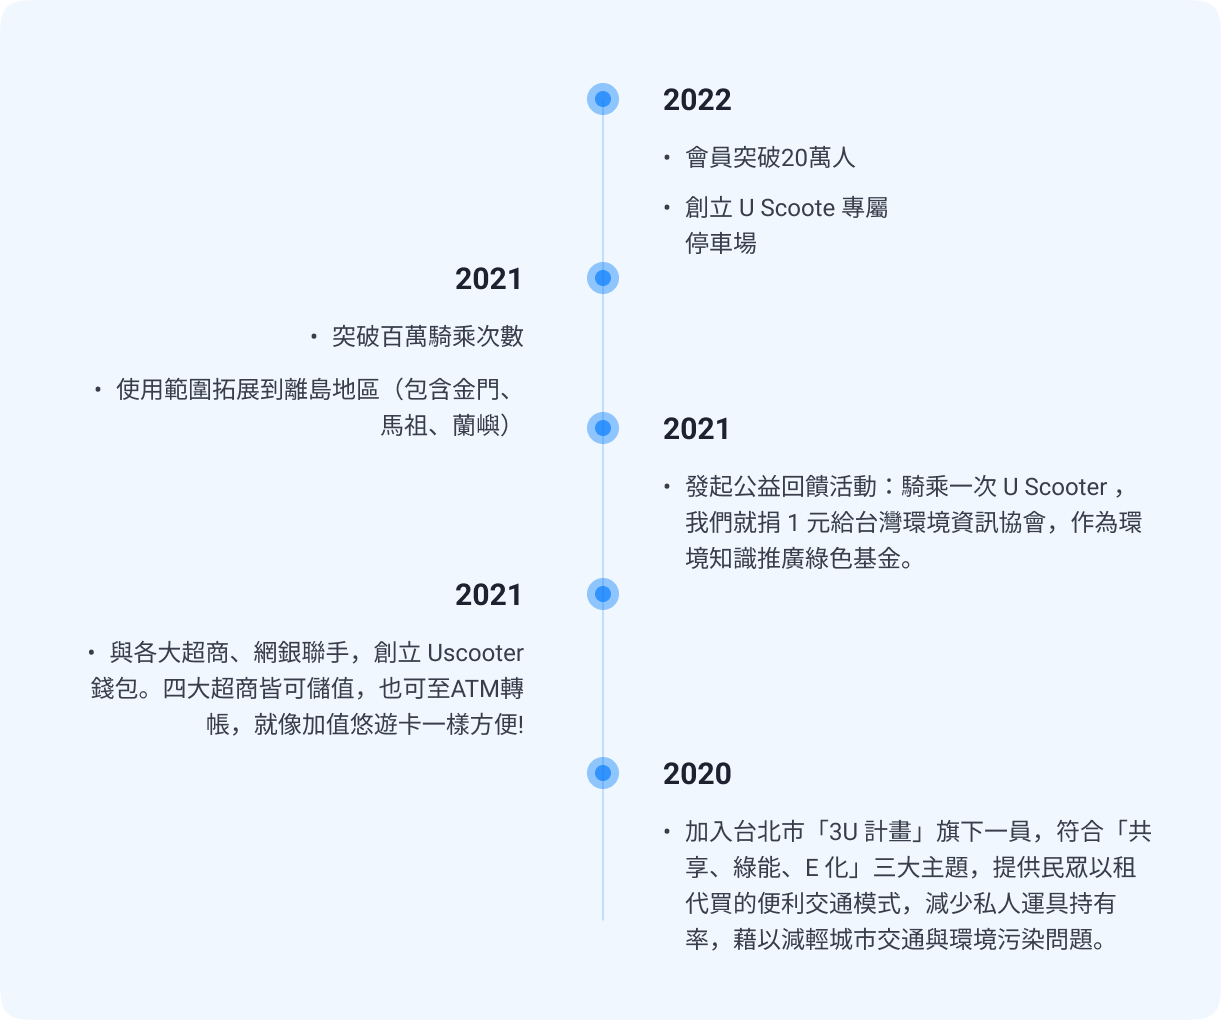 2022
• 會員突破20萬人
• 創立 U Scoote 專屬
停車場
2021
• 突破百萬騎乘次數
• 使用範圍拓展到離島地區（包含金門、
馬祖、蘭嶼）
2021
• 發起公益回饋活動：騎乘一次 U Scooter ，
我們就捐 1 元給台灣環境資訊協會，作為環
境知識推廣綠色基金。
2021
• 與各大超商、網銀聯手，創立 Uscooter
錢包。四大超商皆可儲值，也可至ATM轉
帳，就像加值悠遊卡一樣方便!
2020
• 加入台北市「3U 計畫」旗下一員，符合「共
享、綠能、E 化」三大主題，提供民眾以租
代買的便利交通模式，減少私人運具持有
率，藉以減輕城市交通與環境污染問題。